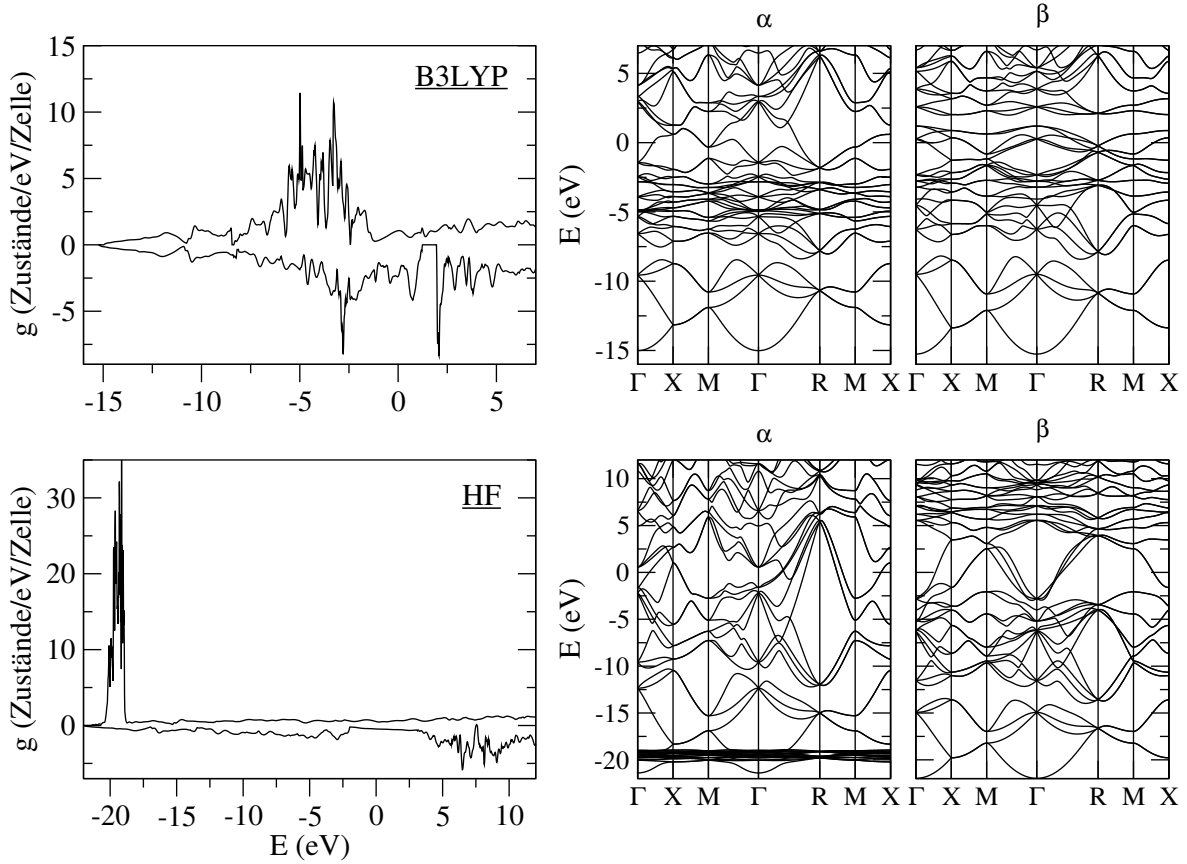 B3LYP
g (Zustände/eV/Zelle)
15
10
5
0
-5
-15
-10
-5
0
5
α
β
E (eV)
5
0
-5
-10
-15
Γ X M Γ R M X
Γ X M Γ R M X
HF
g (Zustände/eV/Zelle)
30
20
10
0
-20
-15
-10
-5
0
5
10
E (eV)
α
β
E (eV)
10
5
0
-5
-10
-15
-20
Γ X M Γ R M X
Γ X M Γ R M X